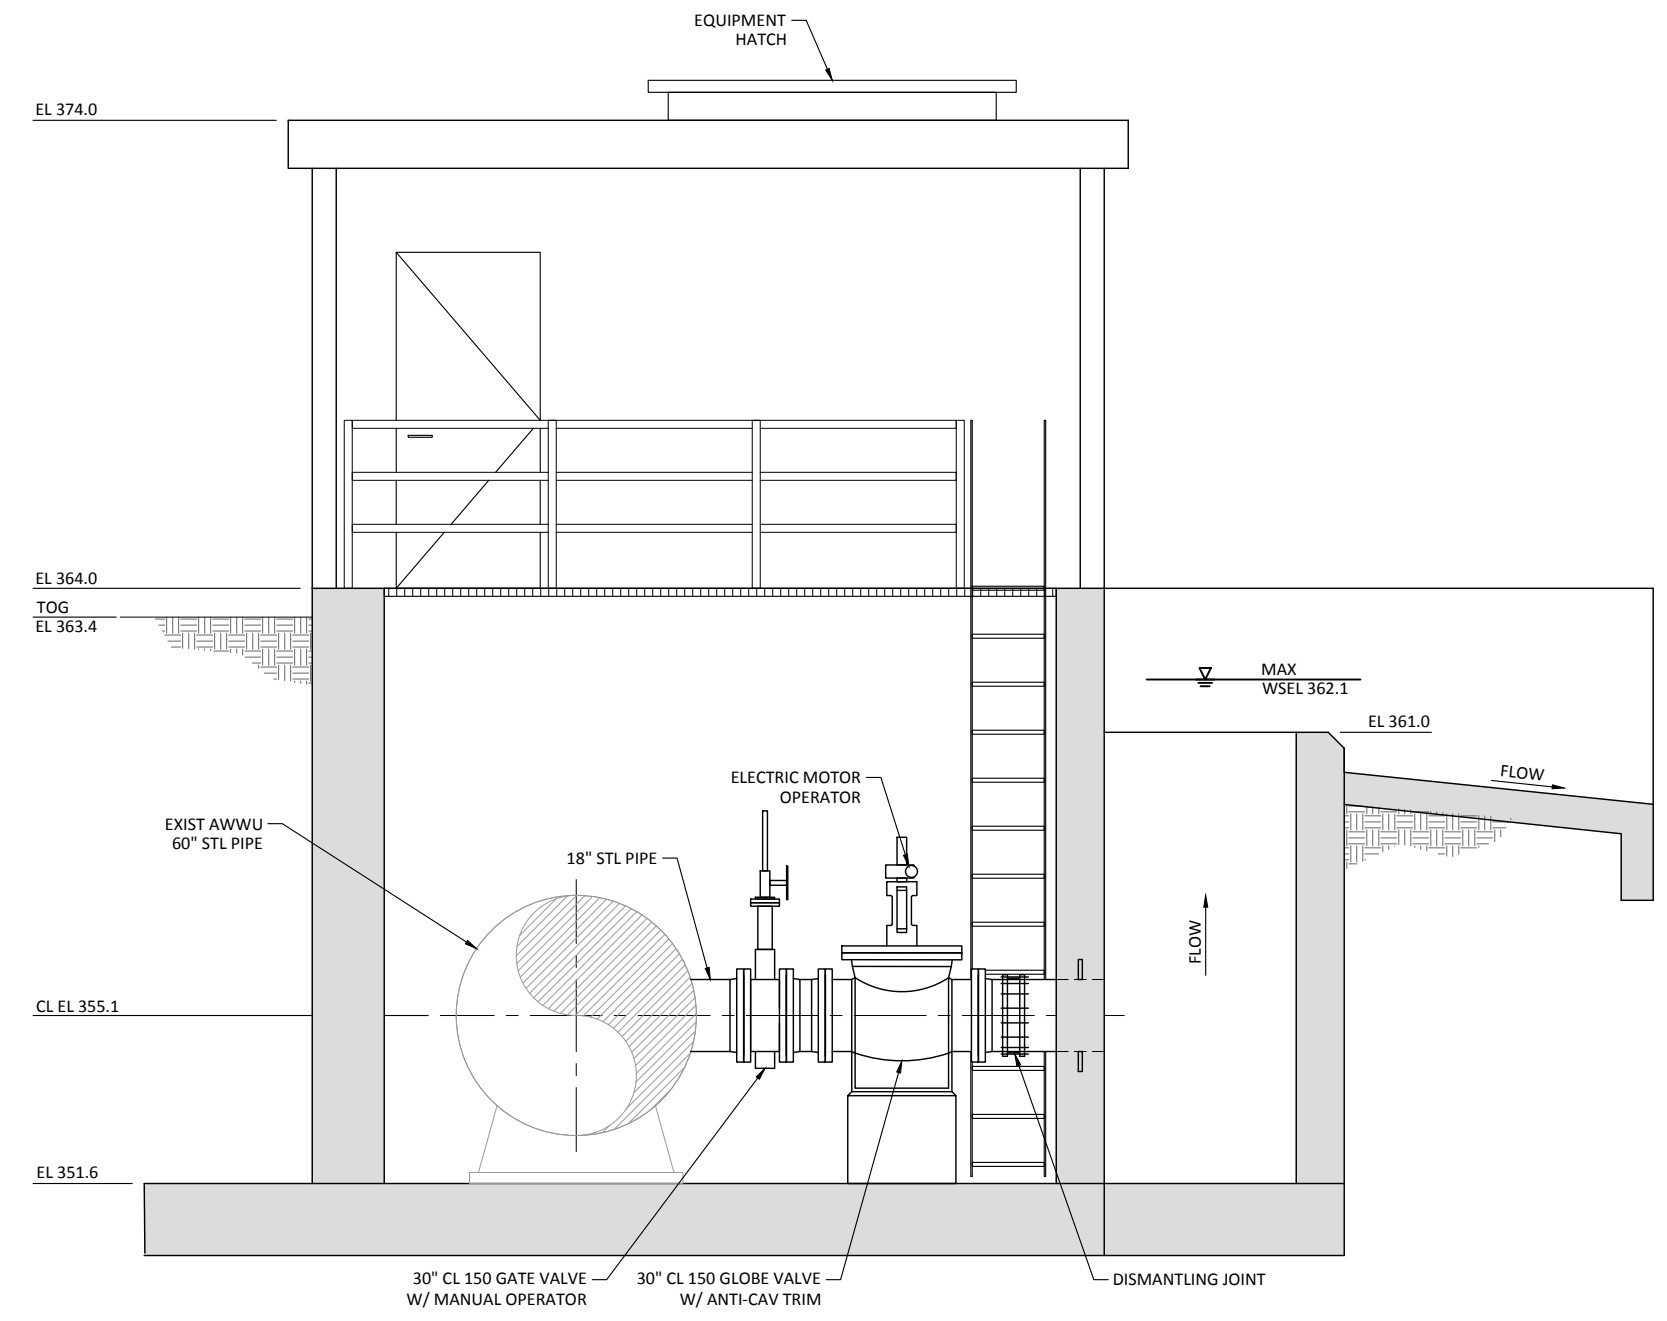 EQUIPMENT
HATCH
EL 374.0
EL 364.0
TOG
EL 363.4
MAX
WSEL 362.1
EL 361.0
FLOW
ELECTRIC MOTOR
OPERATOR
EXIST AWWU
60" STL PIPE
18" STL PIPE
FLOW
CL EL 355.1
EL 351.6
30" CL 150 GATE VALVE
W/ MANUAL OPERATOR
30" CL 150 GLOBE VALVE
W/ ANTI-CAV TRIM
DISMANTLING JOINT